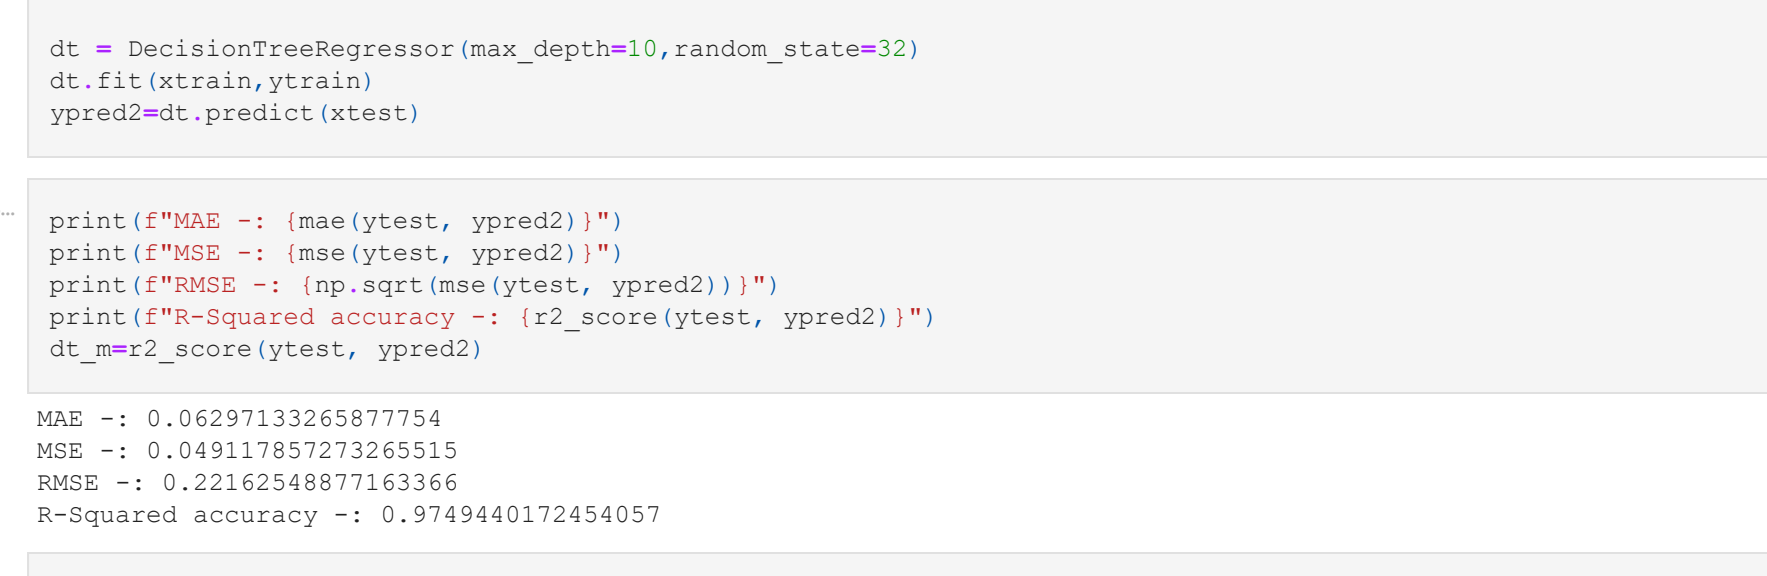 dt = DecisionTreeRegressor(max_depth=10,random_state=32)
dt.fit(xtrain,ytrain)
ypred2=dt.predict(xtest)
...
print(f"MAE -: {mae(ytest, ypred2)}")
print(f"MSE -: {mse(ytest, ypred2)}")
print(f"RMSE -: {np.sqrt(mse(ytest, ypred2))}")
print(f"R-Squared accuracy -: {r2_score(ytest, ypred2)}")
dt_m=r2_score(ytest, ypred2)
MAE -: 0.06297133265877754
MSE -: 0.049117857273265515
RMSE -: 0.22162548877163366
R-Squared accuracy -: 0.9749440172454057